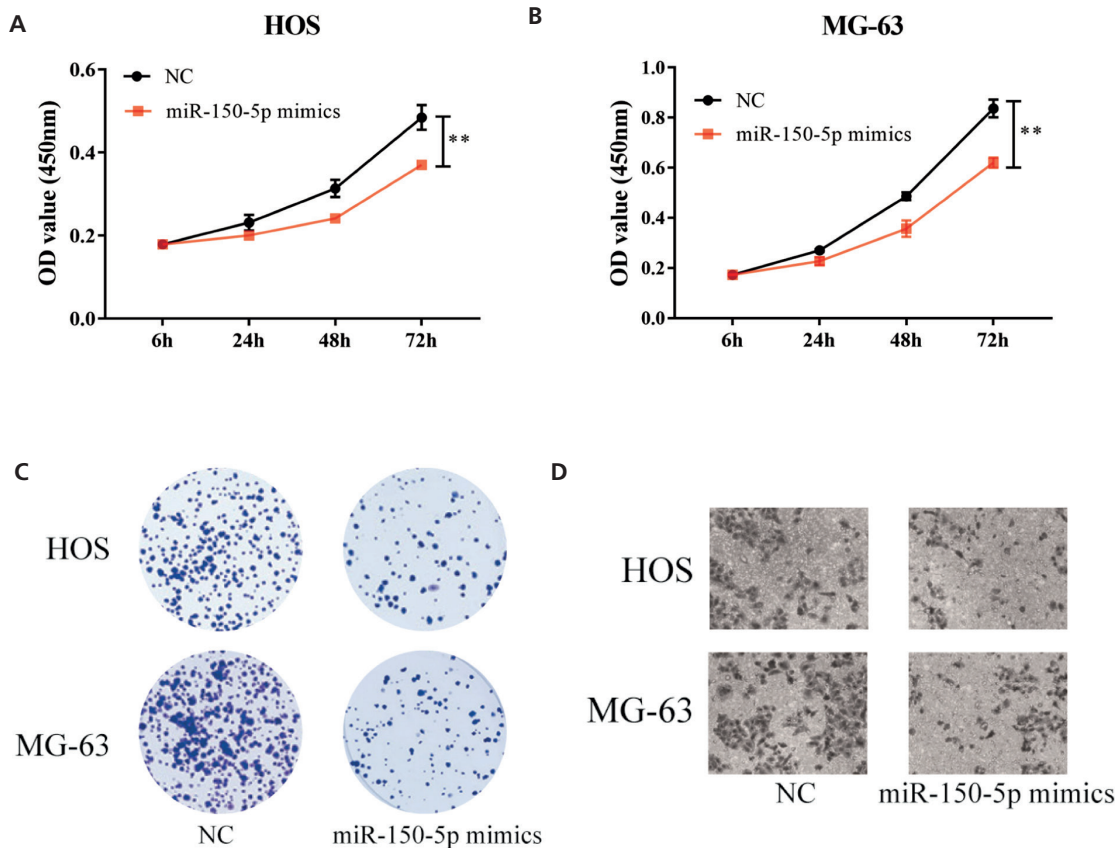 A
HOS
OD value (450nm)
0.6
0.4
0.2
0.0
NC
miR-150-5p mimics
**
6h 24h 48h 72h
B
MG-63
OD value (450nm)
1.0
0.8
0.6
0.4
0.2
0.0
NC
miR-150-5p mimics
**
6h 24h 48h 72h
C
HOS
MG-63
NC miR-150-5p mimics
D
HOS
MG-63
NC miR-150-5p mimics